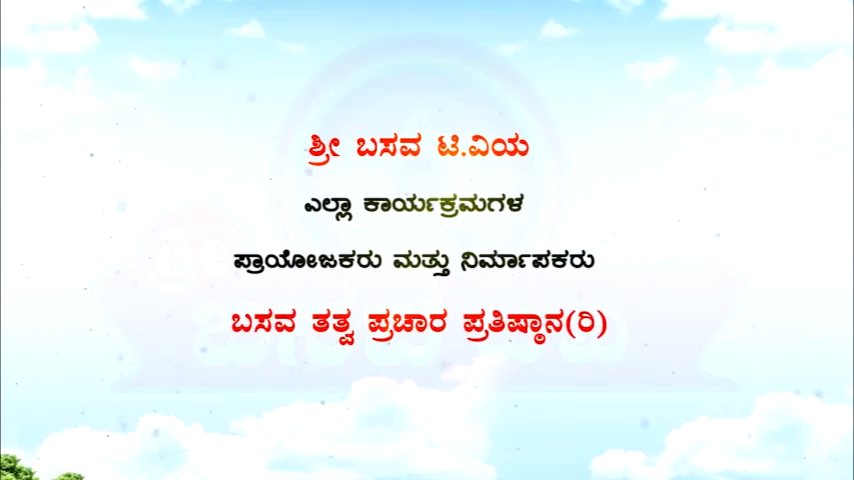 ಶ್ರೀ ಬಸವ ಟಿ.ವಿಯ
ಎಲ್ಲಾ ಕಾರ್ಯಕ್ರಮಗಳ
ಪ್ರಾಯೋಜಕರು ಮತ್ತು ನಿರ್ಮಾಪಕರು
ಬಸವ ತತ್ವ ಪ್ರಚಾರ ಪ್ರತಿಷ್ಠಾನ(ರಿ)